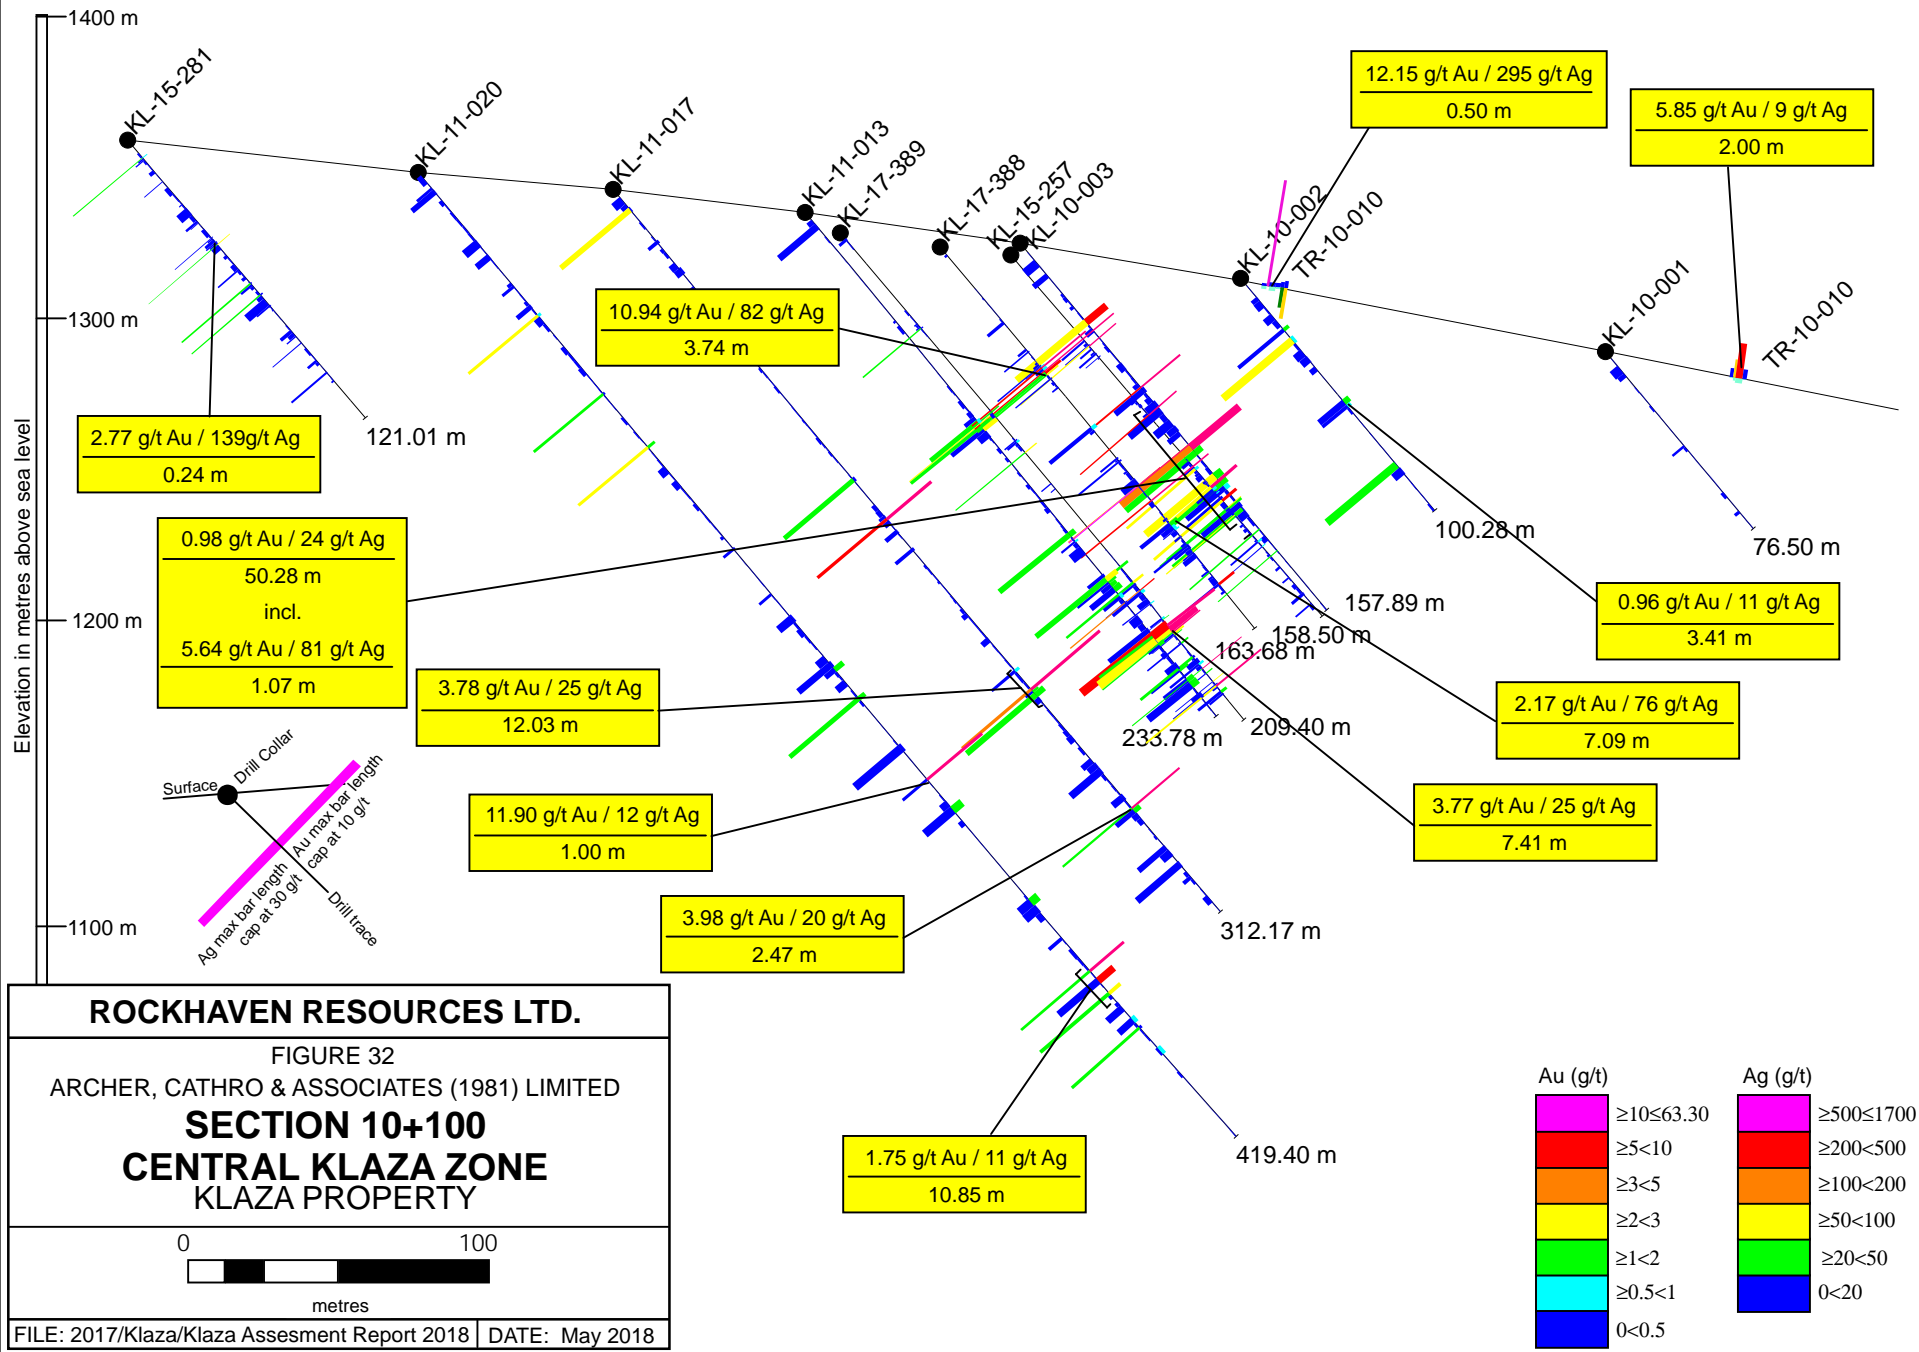 1400 m
1300 m
1200 m
1100 m
Elevation in metres above sea level
KL-15-281
KL-11-020
KL-11-017
KL-11-013
KL-17-389
KL-17-388
KL-15-257
KL-10-003
KL-10-002
TR-10-010
KL-10-001
TR-10-010
12.15 g/t Au / 295 g/t Ag
0.50 m
5.85 g/t Au / 9 g/t Ag
2.00 m
10.94 g/t Au / 82 g/t Ag
3.74 m
2.77 g/t Au / 139g/t Ag
0.24 m
0.98 g/t Au / 24 g/t Ag
50.28 m
incl.
5.64 g/t Au / 81 g/t Ag
1.07 m
3.78 g/t Au / 25 g/t Ag
12.03 m
11.90 g/t Au / 12 g/t Ag
1.00 m
3.98 g/t Au / 20 g/t Ag
2.47 m
1.75 g/t Au / 11 g/t Ag
10.85 m
0.96 g/t Au / 11 g/t Ag
3.41 m
2.17 g/t Au / 76 g/t Ag
7.09 m
3.77 g/t Au / 25 g/t Ag
7.41 m
121.01 m
100.28 m
76.50 m
157.89 m
158.50 m
163.68 m
209.40 m
233.78 m
312.17 m
419.40 m
Surface
Drill Collar
Au max bar length
cap at 10 g/t
Ag max bar length
cap at 30 g/t
Drill trace
ROCKHAVEN RESOURCES LTD.
FIGURE 32
ARCHER, CATHRO & ASSOCIATES (1981) LIMITED
SECTION 10+100
CENTRAL KLAZA ZONE
KLAZA PROPERTY
0 100
metres
FILE: 2017/Klaza/Klaza Assesment Report 2018 DATE: May 2018
Au (g/t)
≥10≤63.30
≥5<10
≥3<5
≥2<3
≥1<2
≥0.5<1
0<0.5
Ag (g/t)
≥500≤1700
≥200<500
≥100<200
≥50<100
≥20<50
0<20